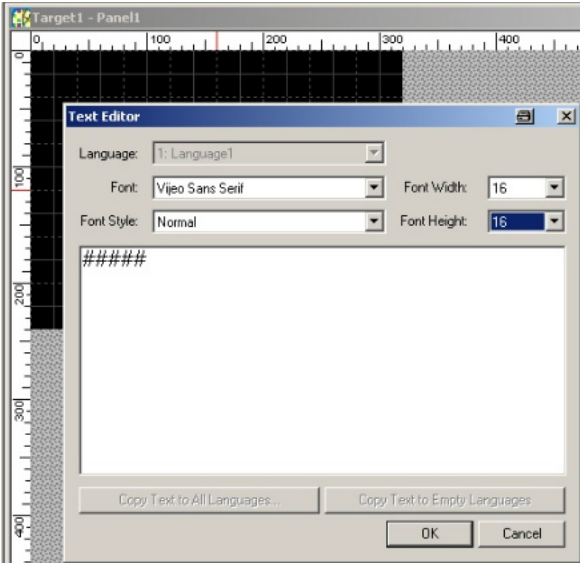 Target1 - Panel1
0 100 200 300 400
0
100
200
300
400
Text Editor
Language: 1: Language1
Font: Vijeo Sans Serif Font Width: 16
Font Style: Normal Font Height: 16
#####
Copy Text to All Languages... Copy Text to Empty Languages
OK Cancel